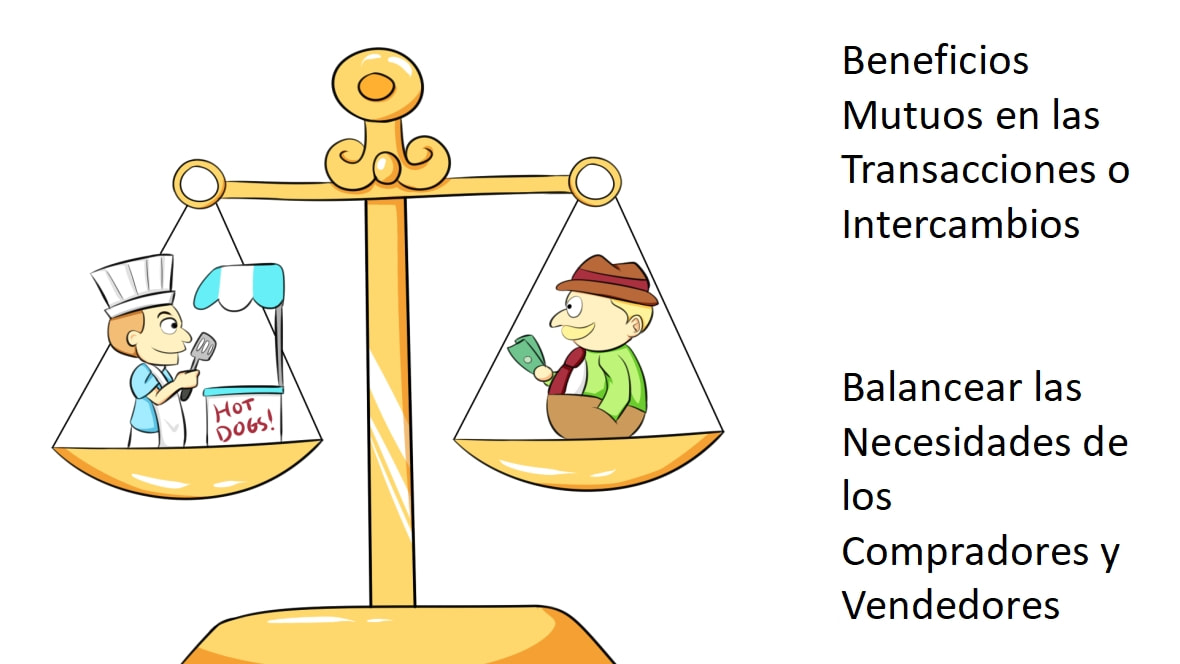 Beneficios
Mutuos en las
Transacciones o
Intercambios
Balancear las
Necesidades de
los
Compradores y
Vendedores
HOT
DOGS!